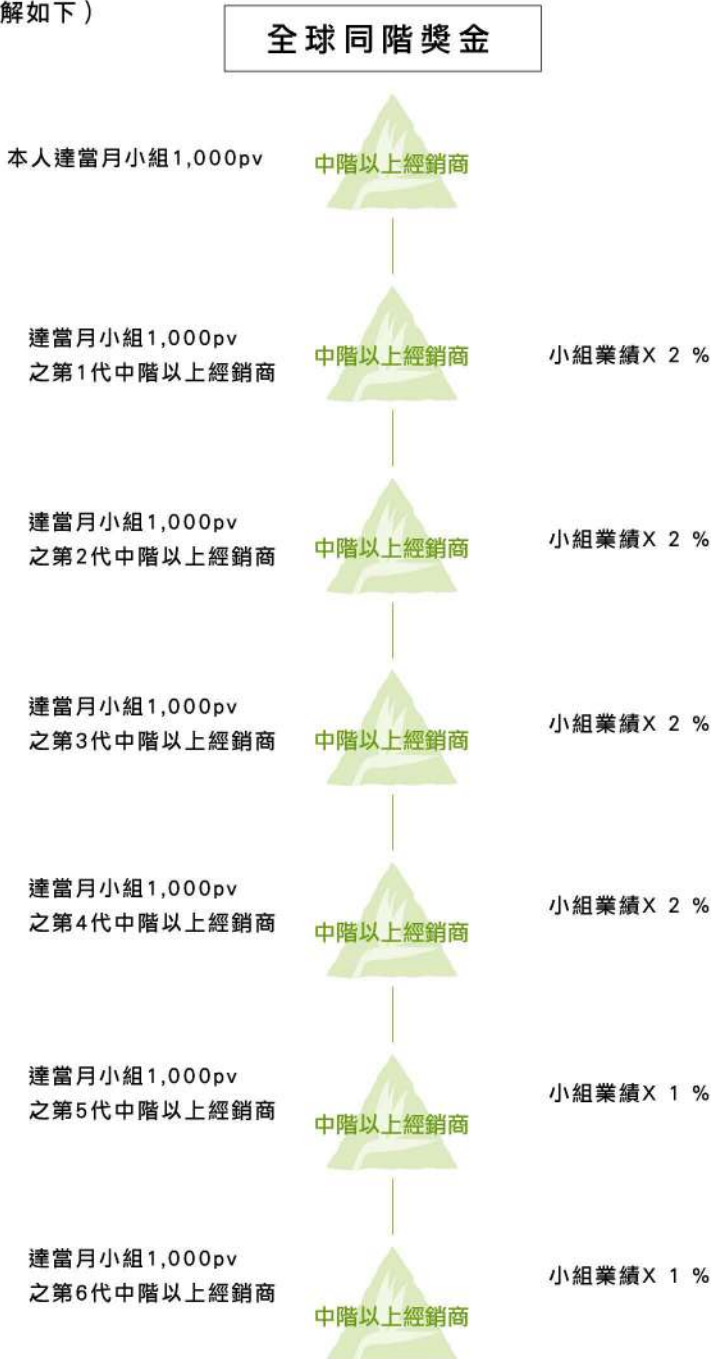 解如下)
全球同階獎金
本人達當月小組1,000pv
中階以上經銷商
達當月小組1,000pv
之第1代中階以上經銷商
中階以上經銷商
小組業績X 2 %
達當月小組1,000pv
之第2代中階以上經銷商
中階以上經銷商
小組業績X 2 %
達當月小組1,000pv
之第3代中階以上經銷商
中階以上經銷商
小組業績X 2 %
達當月小組1,000pv
之第4代中階以上經銷商
中階以上經銷商
小組業績X 2 %
達當月小組1,000pv
之第5代中階以上經銷商
中階以上經銷商
小組業績X 1 %
達當月小組1,000pv
之第6代中階以上經銷商
中階以上經銷商
小組業績X 1 %